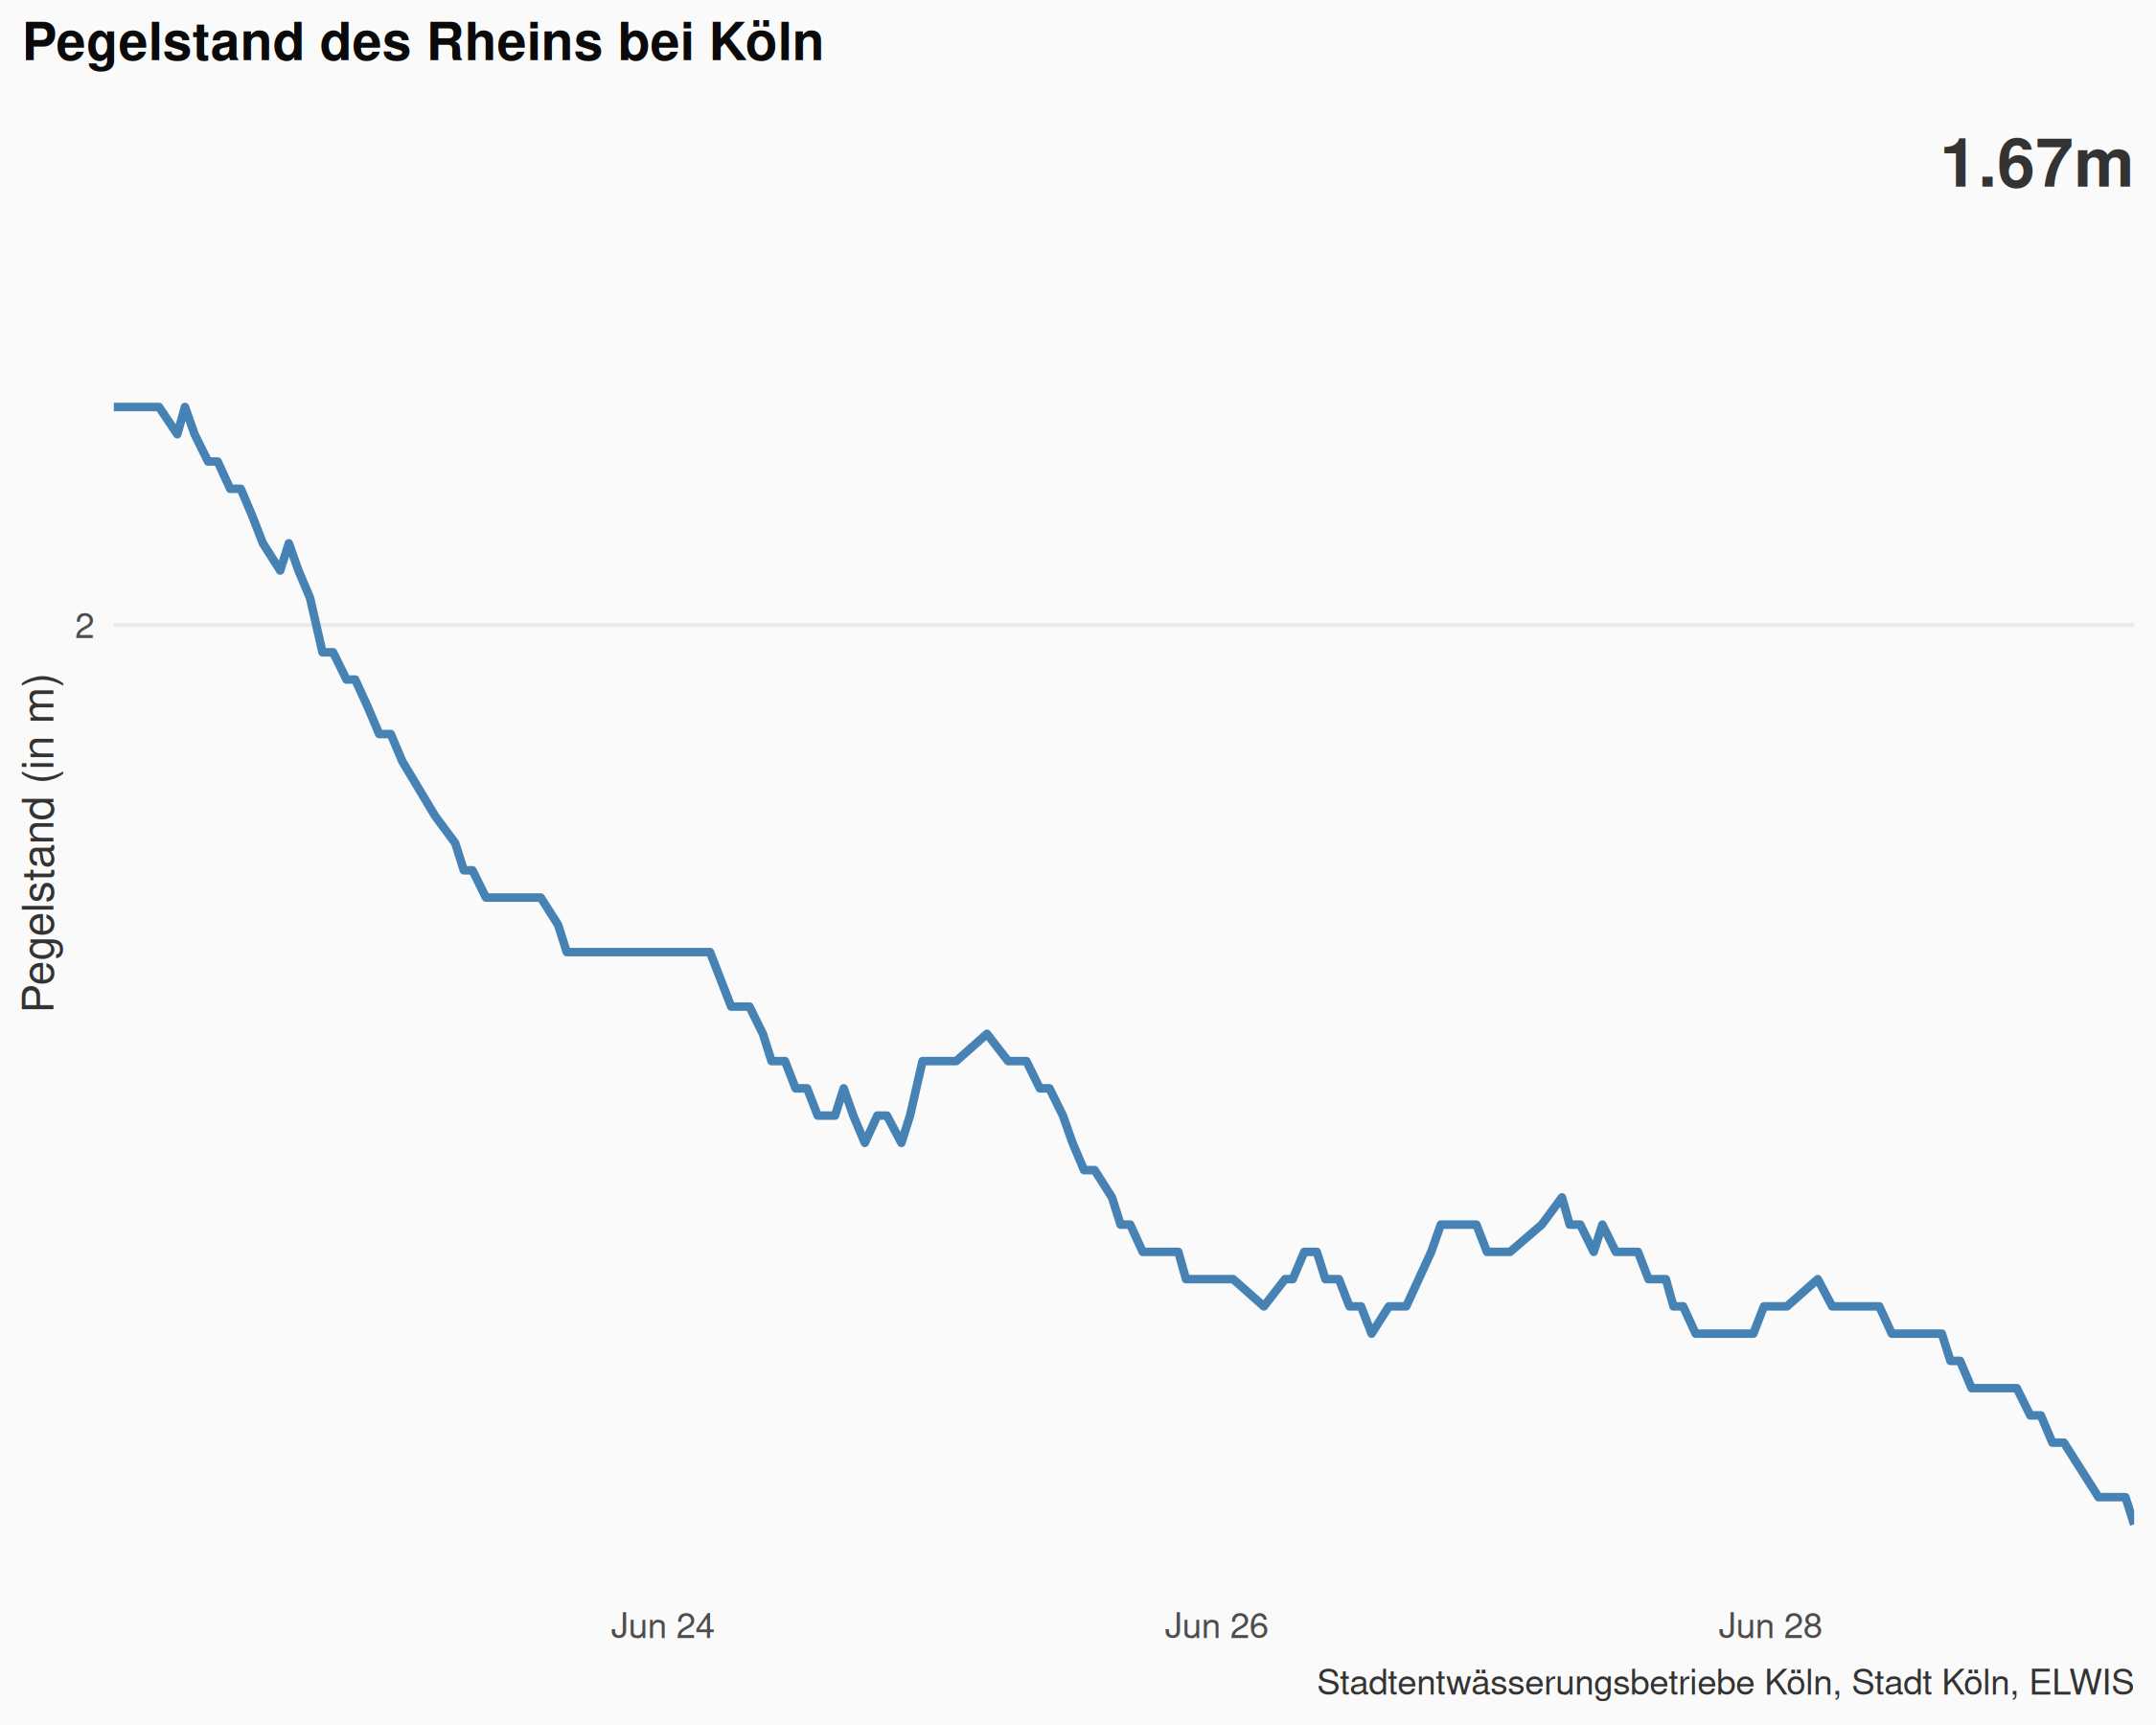 Pegelstand des Rheins bei Köln
1.67m
2
Pegelstand (in m)
Jun 24 Jun 26 Jun 28
Stadtentwässerungsbetriebe Köln, Stadt Köln, ELWIS